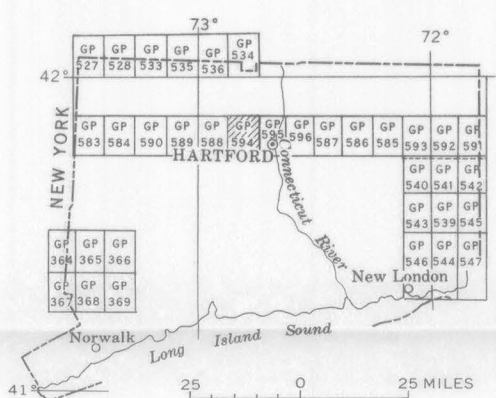 73° 72°
GP 527 GP 528 GP 533 GP 535 GP 536 GP 534
42°
GP 583 GP 584 GP 590 GP 589 GP 588 GP 594 GP 595 GP 596 GP 587 GP 586 GP 585 GP 593 GP 592 GP 591
HARTFORD
NEW YORK
Connecticut River
GP 540 GP 541 GP 542
GP 543 GP 539 GP 545
GP 546 GP 544 GP 547
GP 364 GP 365 GP 366
GP 367 GP 368 GP 369
New London
Norwalk
Long Island Sound
41°
25 0 25 MILES